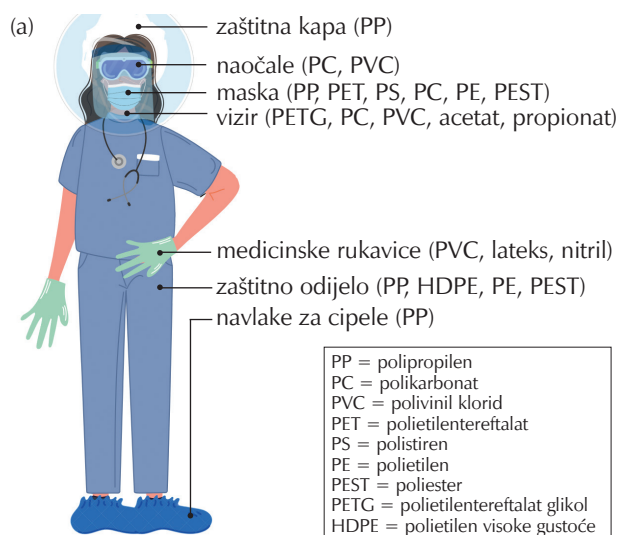 (a)
zaštitna kapa (PP)
naočale (PC, PVC)
maska (PP, PET, PS, PC, PE, PEST)
vizir (PETG, PC, PVC, acetat, propionat)
medicinske rukavice (PVC, lateks, nitril)
zaštitno odijelo (PP, HDPE, PE, PEST)
navlake za cipele (PP)
PP = polipropilen
PC = polikarbonat
PVC = polivinil klorid
PET = polietilentereftalat
PS = polistiren
PE = polietilen
PEST = poliester
PETG = polietilentereftalat glikol
HDPE = polietilen visoke gustoće